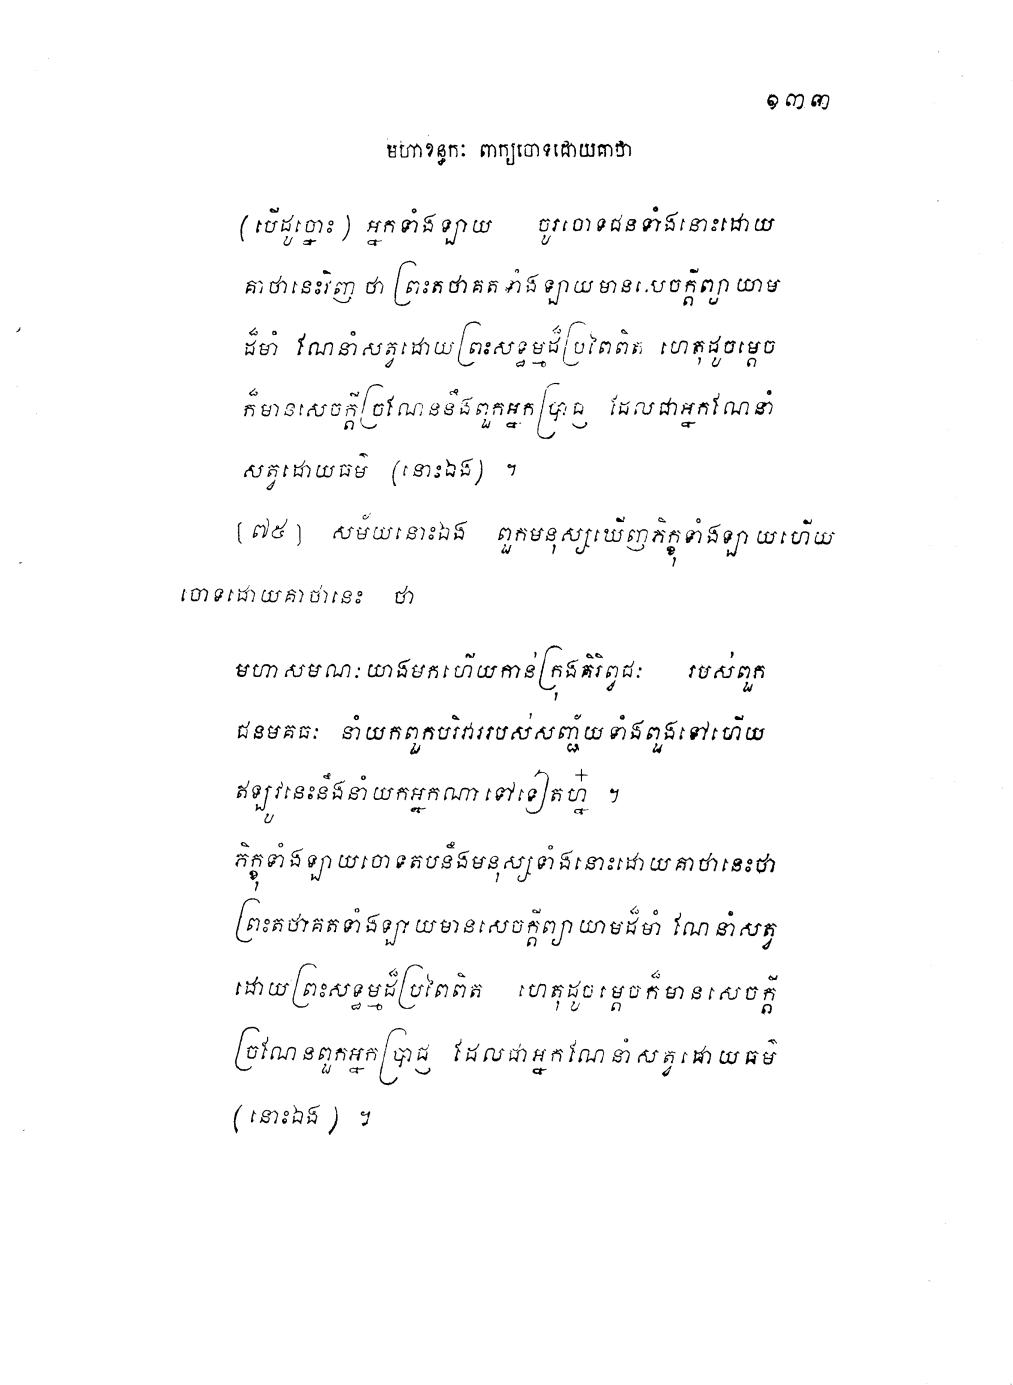 ១៣៣
មហាខន្ធកៈ ពាក្យចោទដោយគាថា
(បើដូច្នោះ) អ្នកទាំងឡាយ ចូរចោទជនទាំងនោះដោយ
គាថានេះវិញ ថា ព្រះតថាគតទាំងឡាយមានសេចក្តីព្យាយាម
ដ៏មាំ ណែនាំសត្វដោយព្រះសទ្ធម្មដ៏ប្រពៃពិត ហេតុដូចម្តេច
ក៏មានសេចក្តីច្រណែននឹងពួកអ្នកប្រាជ្ញ ដែលជាអ្នកណែនាំ
សត្វដោយធម៌ (នោះឯង) ។
[៧៥] សម័យនោះឯង ពួកមនុស្សឃើញភិក្ខុទាំងឡាយហើយ
ចោទដោយគាថានេះ ថា
មហាសមណៈយាងមកហើយកាន់ក្រុងគិរិព្វជៈ របស់ពួក
ជនមគធៈ នាំយកពួកបរិវាររបស់សញ្ជ័យទាំងពួងទៅហើយ
ឥឡូវនេះនឹងនាំយកអ្នកណាទៅទៀតហ្ន៎ ។
ភិក្ខុទាំងឡាយចោទតបនឹងមនុស្សទាំងនោះដោយគាថានេះថា
ព្រះតថាគតទាំងឡាយមានសេចក្តីព្យាយាមដ៏មាំ ណែនាំសត្វ
ដោយព្រះសទ្ធម្មដ៏ប្រពៃពិត ហេតុដូចម្តេចក៏មានសេចក្តី
ច្រណែនពួកអ្នកប្រាជ្ញ ដែលជាអ្នកណែនាំសត្វដោយធម៌
(នោះឯង) ។